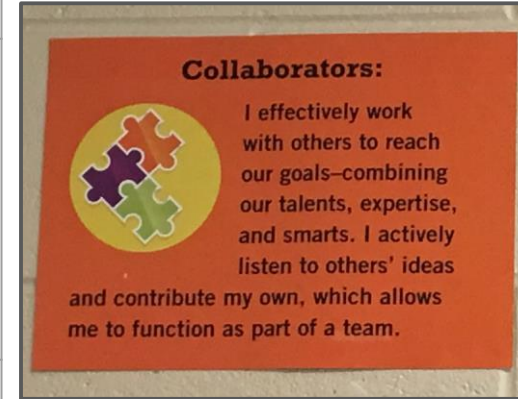 Collaborators:
I effectively work
with others to reach
our goals–combining
our talents, expertise,
and smarts. I actively
listen to others' ideas
and contribute my own, which allows
me to function as part of a team.